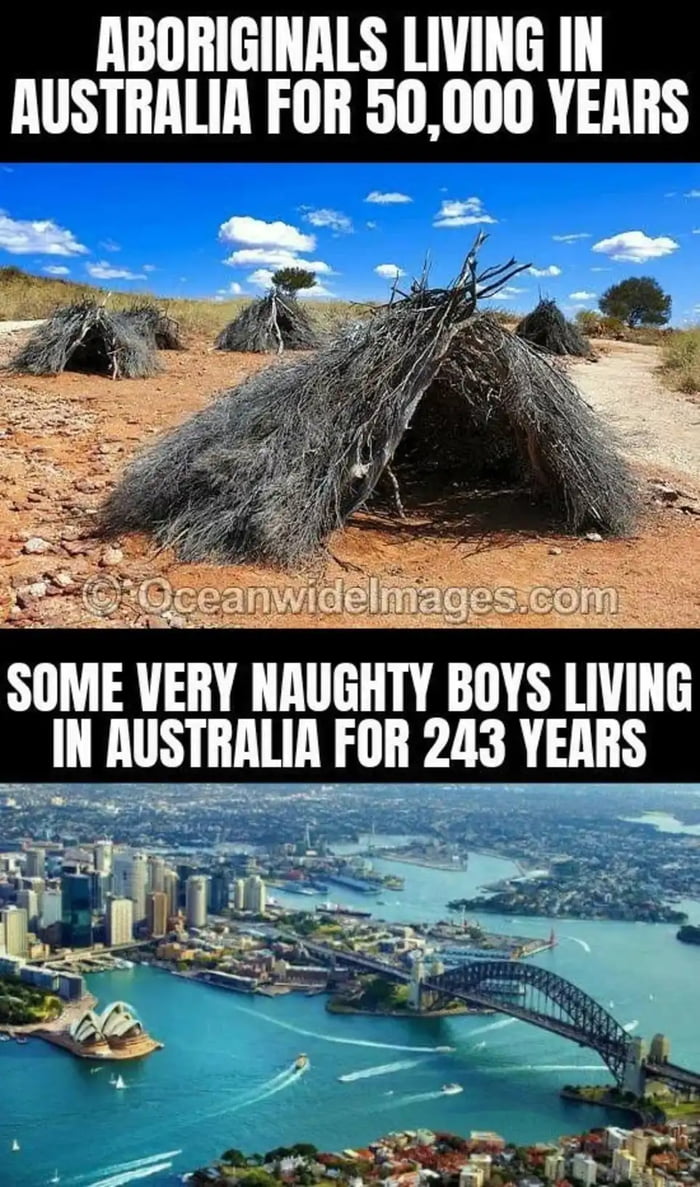 ABORIGINALS LIVING IN
AUSTRALIA FOR 50,000 YEARS
© OceanwideImages.com
SOME VERY NAUGHTY BOYS LIVING
IN AUSTRALIA FOR 243 YEARS